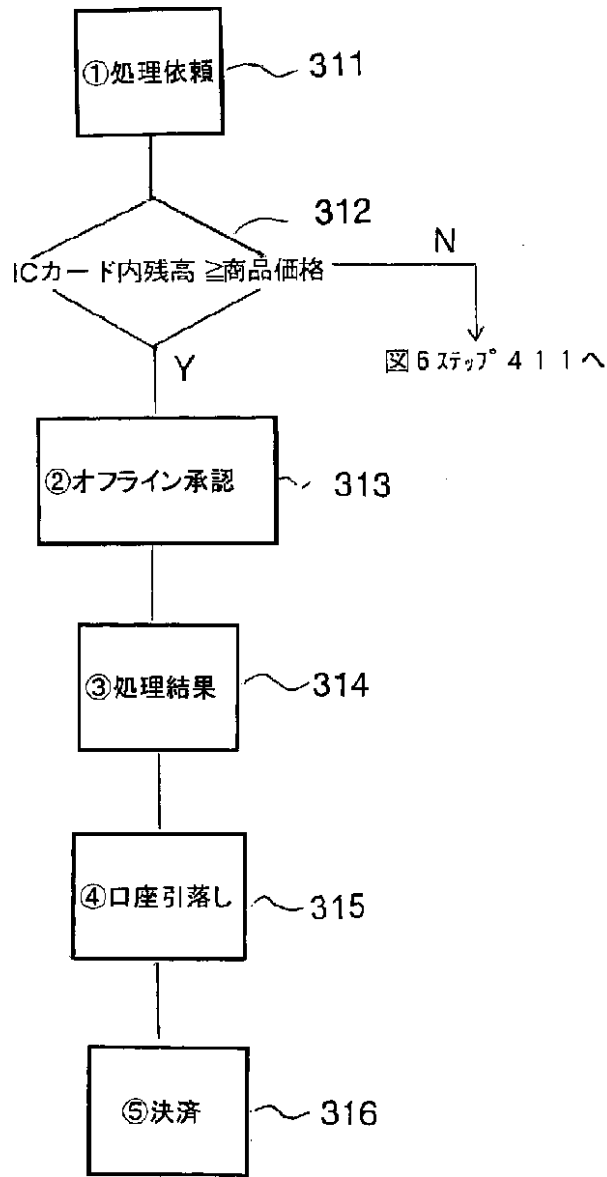 ①処理依頼
311
312
ICカード内残高 ≧商品価格
N
Y
図6ステップ411へ
②オフライン承認
313
③処理結果
314
④口座引落し
315
⑤決済
316